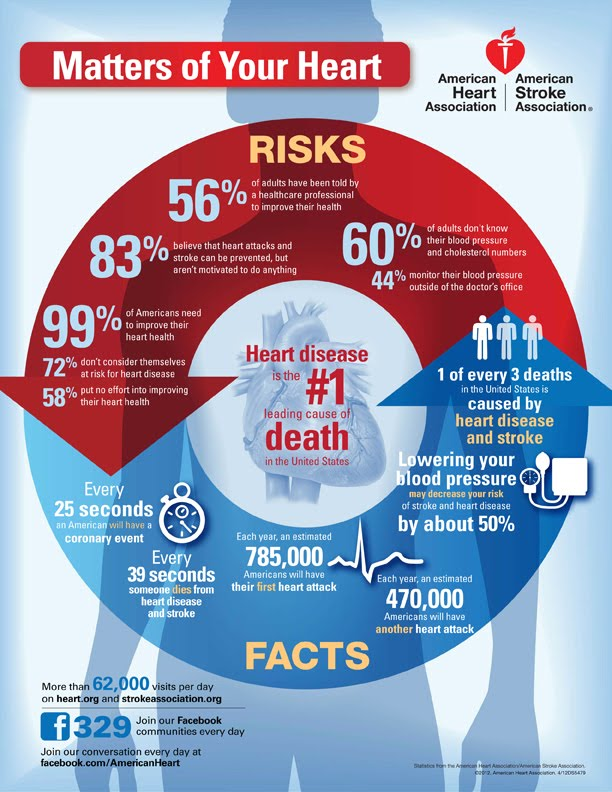 Matters of Your Heart
American
Heart
Association
American
Stroke
Association®
RISKS
56%
of adults have been told by
a healthcare professional
to improve their health
83%
believe that heart attacks and
stroke can be prevented, but
aren't motivated to do anything
60%
of adults don't know
their blood pressure
and cholesterol numbers
44% monitor their blood pressure
outside of the doctor's office
99%
of Americans need
to improve their
heart health
72% don't consider themselves
at risk for heart disease
58% put no effort into improving
their heart health
Heart disease
is the #1
leading cause of
death
in the United States
1 of every 3 deaths
in the United States is
caused by
heart disease
and stroke
Lowering your
blood pressure
may decrease your risk
of stroke and heart disease
by about 50%
Every
25 seconds
an American will have a
coronary event
Every
39 seconds
someone dies from
heart disease
and stroke
Each year, an estimated
785,000
Americans will have
their first heart attack
Each year, an estimated
470,000
Americans will have
another heart attack
FACTS
More than 62,000 visits per day
on heart.org and strokeassociation.org
f 329 Join our Facebook
communities every day
Join our conversation every day at
facebook.com/AmericanHeart
Statistics from the American Heart Association/American Stroke Association.
©2012, American Heart Association. 4/12DS5479